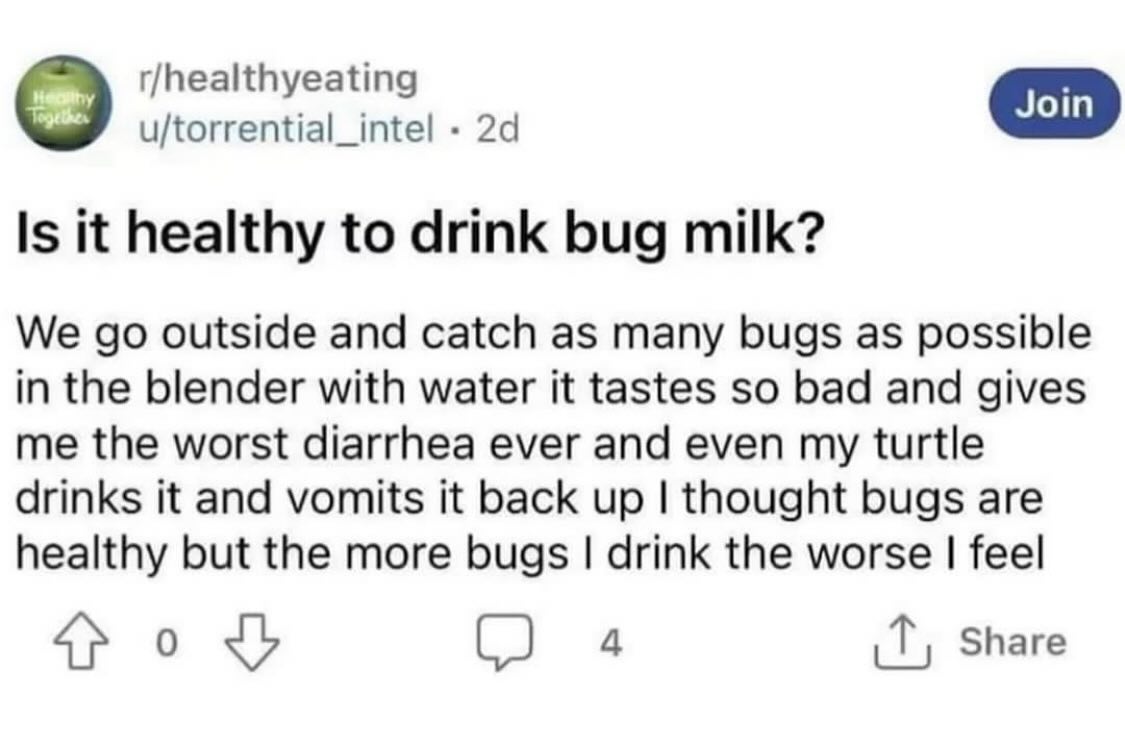 Healthy
Together
r/healthyeating
u/torrential_intel · 2d
Join
Is it healthy to drink bug milk?
We go outside and catch as many bugs as possible
in the blender with water it tastes so bad and gives
me the worst diarrhea ever and even my turtle
drinks it and vomits it back up I thought bugs are
healthy but the more bugs I drink the worse I feel
0 4 Share